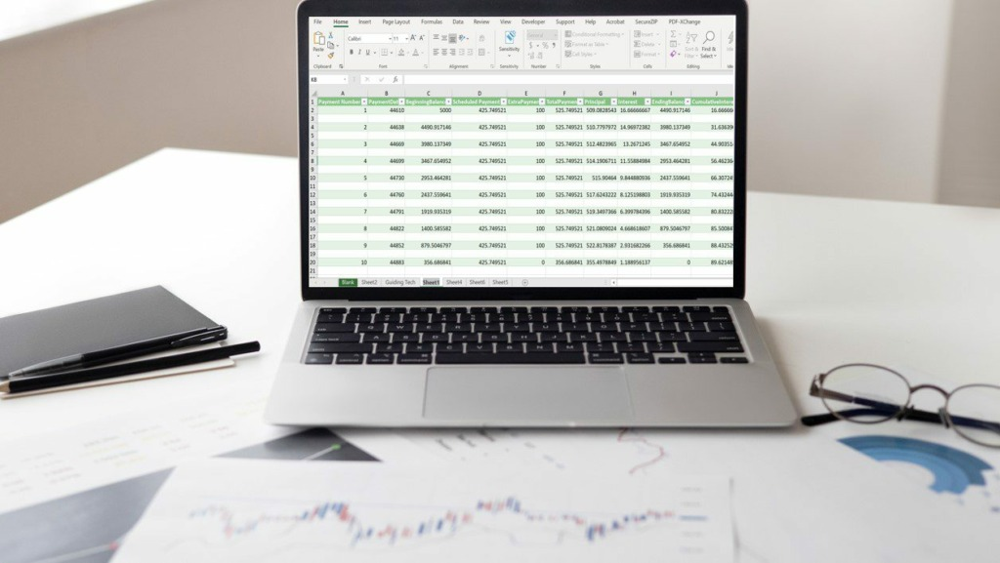 File Home Insert Page Layout Formulas Data Review View Developer Support Help Acrobat SecureZIP PDF-XChange
Calibri 11 A A Conditional Formatting Insert
Paste B I U Sensitivity $ % Format as Table Delete Sort & Find &
Cell Styles Format Filter Select
Clipboard Font Alignment Sensitivity Number Styles Cells Editing
K8 fx
A B C D E F G H I J
1 Payment Number PaymentDat BeginningBalanc Scheduled Payment ExtraPaymen TotalPaymen Principal Interest EndingBalanc CumulativeInteres
2 1 44610 5000 425.749521 100 525.749521 509.0828543 16.66666667 4490.917146 16.66666
3
4 2 44638 4490.917146 425.749521 100 525.749521 510.7797972 14.96972382 3980.137349 31.63639
5
6 3 44669 3980.137349 425.749521 100 525.749521 512.4823965 13.2671245 3467.654952 44.90351
7
8 4 44699 3467.654952 425.749521 100 525.749521 514.1906711 11.55884984 2953.464281 56.46236
9
10 5 44730 2953.464281 425.749521 100 525.749521 515.90464 9.844880936 2437.559641 66.30724
11
12 6 44760 2437.559641 425.749521 100 525.749521 517.6243222 8.125198803 1919.935319 74.43244
13
14 7 44791 1919.935319 425.749521 100 525.749521 519.3497366 6.399784396 1400.585582 80.83222
15
16 8 44822 1400.585582 425.749521 100 525.749521 521.0809024 4.668618607 879.5046797 85.50084
17
18 9 44852 879.5046797 425.749521 100 525.749521 522.8178387 2.931682266 356.686841 88.43252
19
20 10 44883 356.686841 425.749521 0 356.686841 355.4978849 1.188956137 0 89.62148
21
Blank Sheet2 Guiding Tech Sheet3 Sheet4 Sheet6 Sheet5